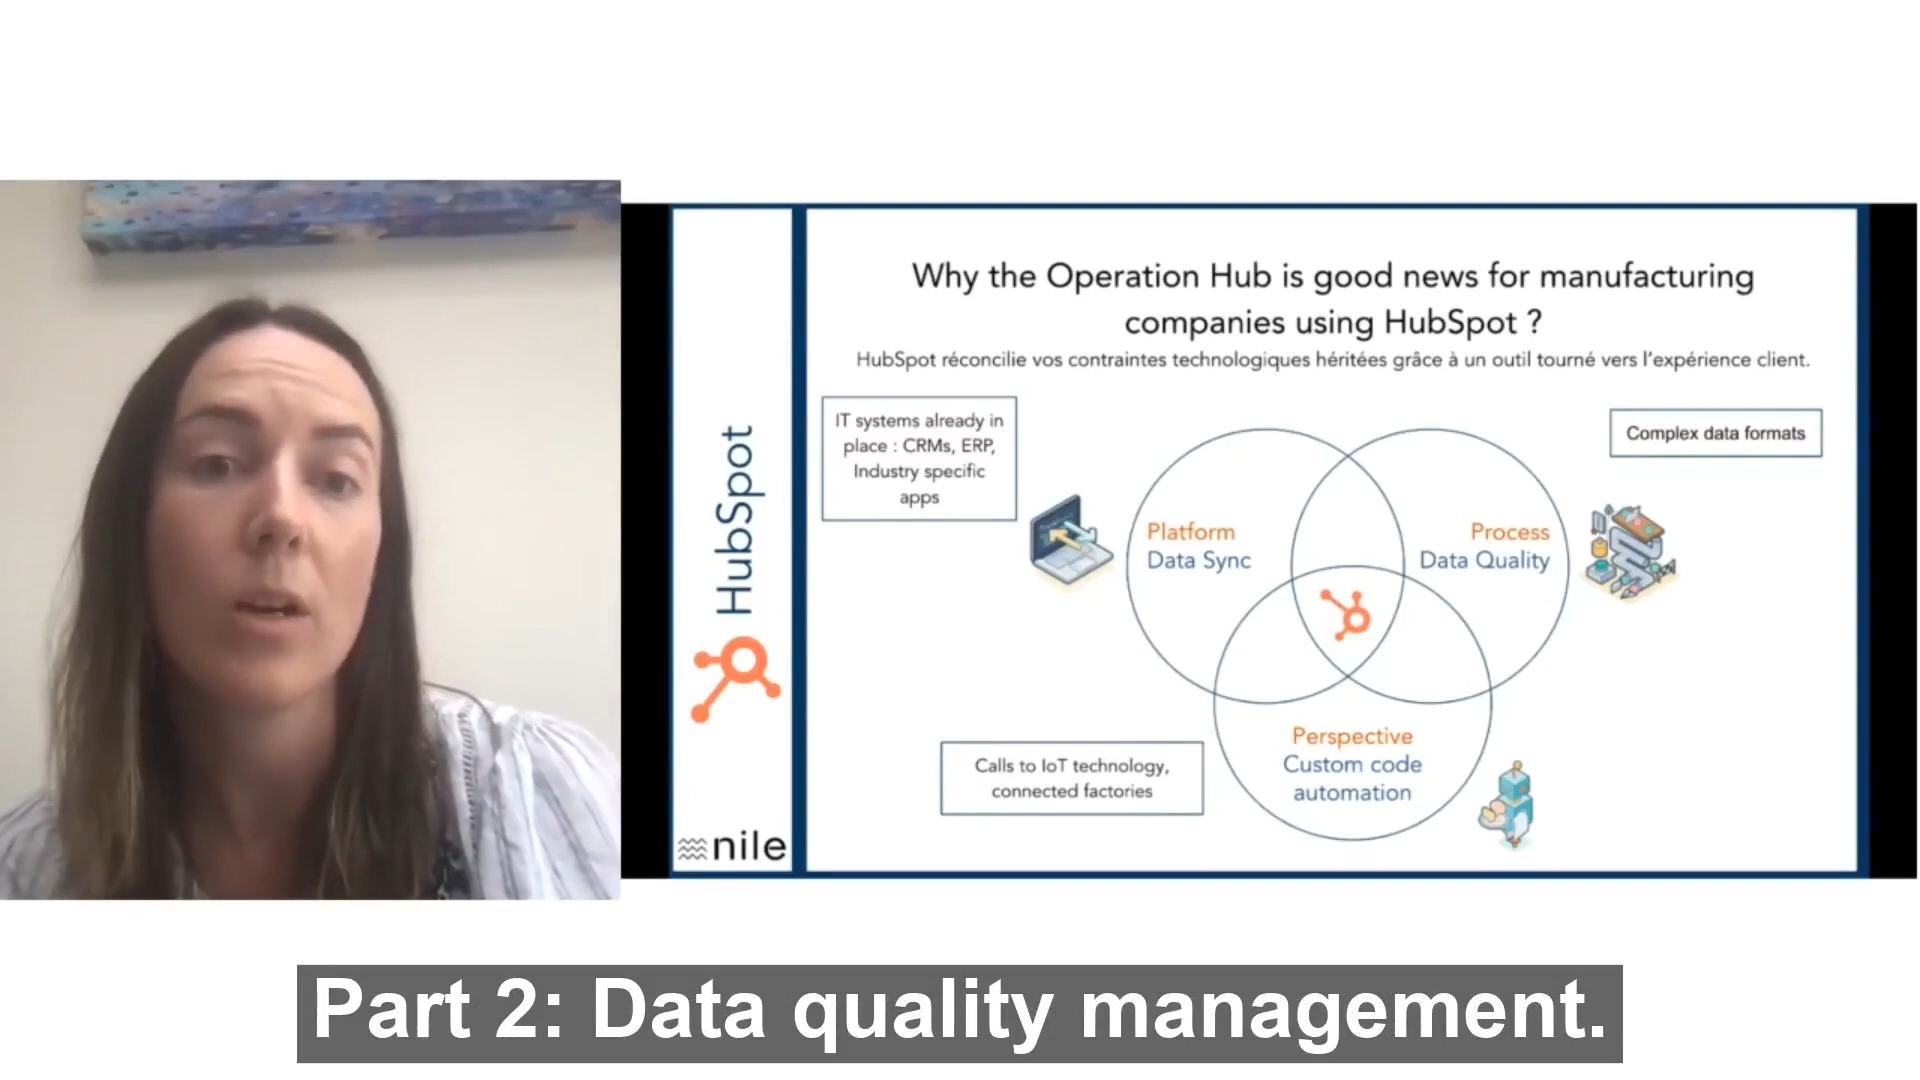 Why the Operation Hub is good news for manufacturing
companies using HubSpot ?
HubSpot réconcilie vos contraintes technologiques héritées grâce à un outil tourné vers l'expérience client.
IT systems already in
place : CRMs, ERP,
Industry specific
apps
Complex data formats
Platform
Data Sync
Process
Data Quality
Perspective
Custom code
automation
Calls to IoT technology,
connected factories
HubSpot
nile
Part 2: Data quality management.